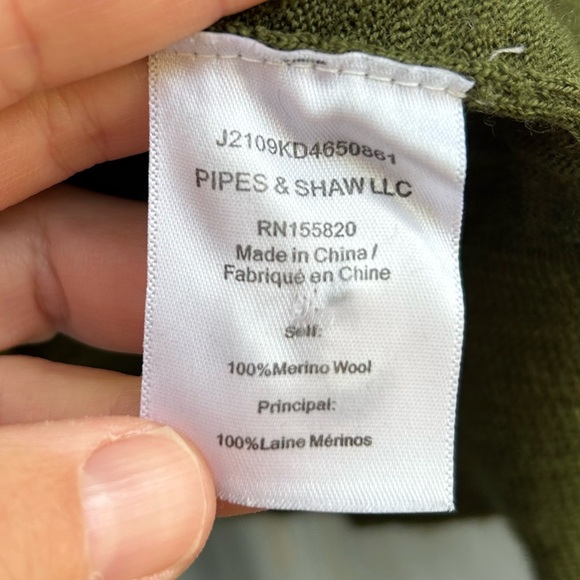 J2109KD4650861
PIPES & SHAW LLC
RN155820
Made in China /
Fabriqué en Chine
Self:
100%Merino Wool
Principal:
100%Laine Mérinos